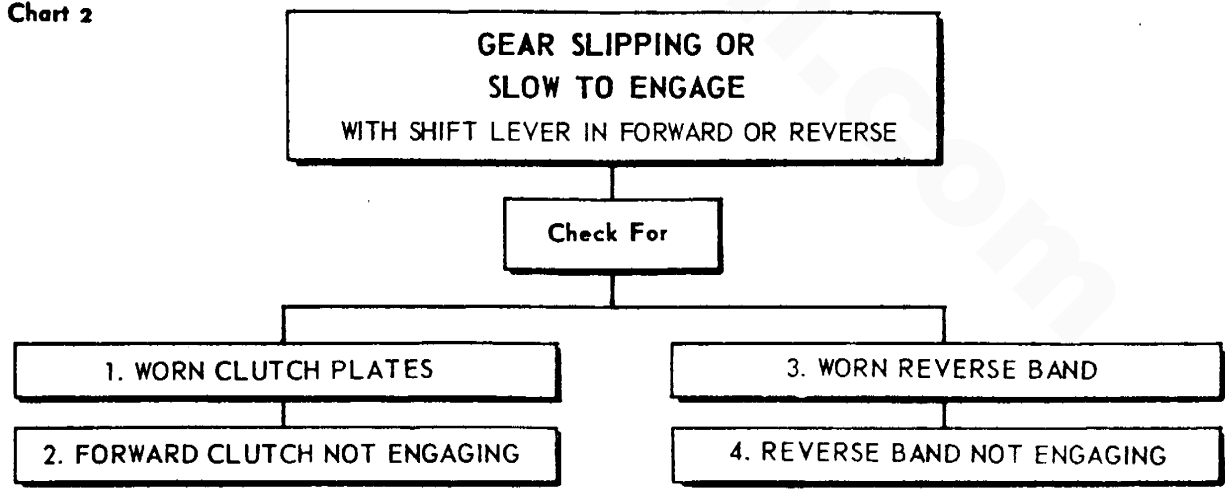 Chart 2
GEAR SLIPPING OR
SLOW TO ENGAGE
WITH SHIFT LEVER IN FORWARD OR REVERSE
Check For
1. WORN CLUTCH PLATES
2. FORWARD CLUTCH NOT ENGAGING
3. WORN REVERSE BAND
4. REVERSE BAND NOT ENGAGING